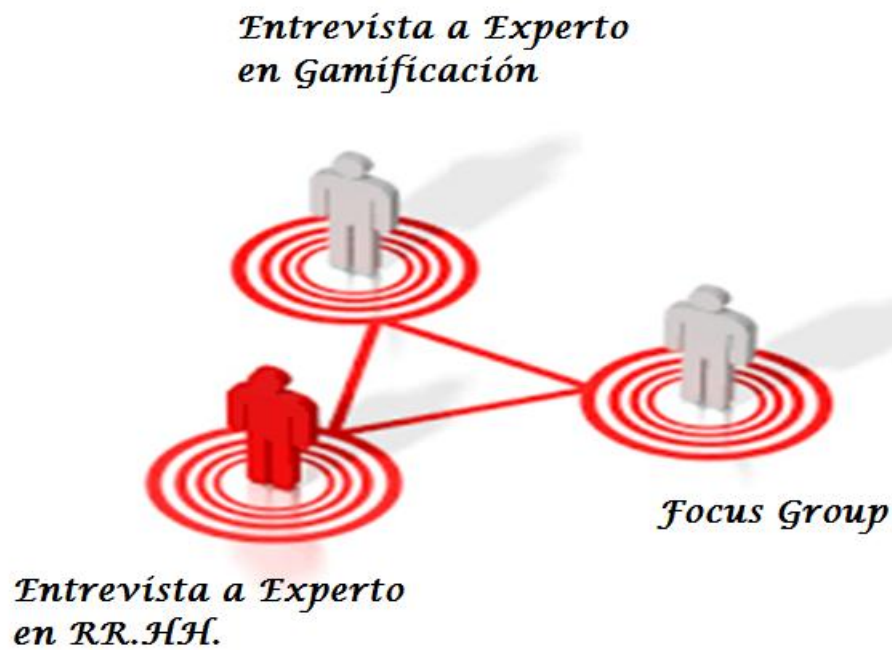 Entrevista a Experto
en Gamificación
Focus Group
Entrevista a Experto
en RR.HH.